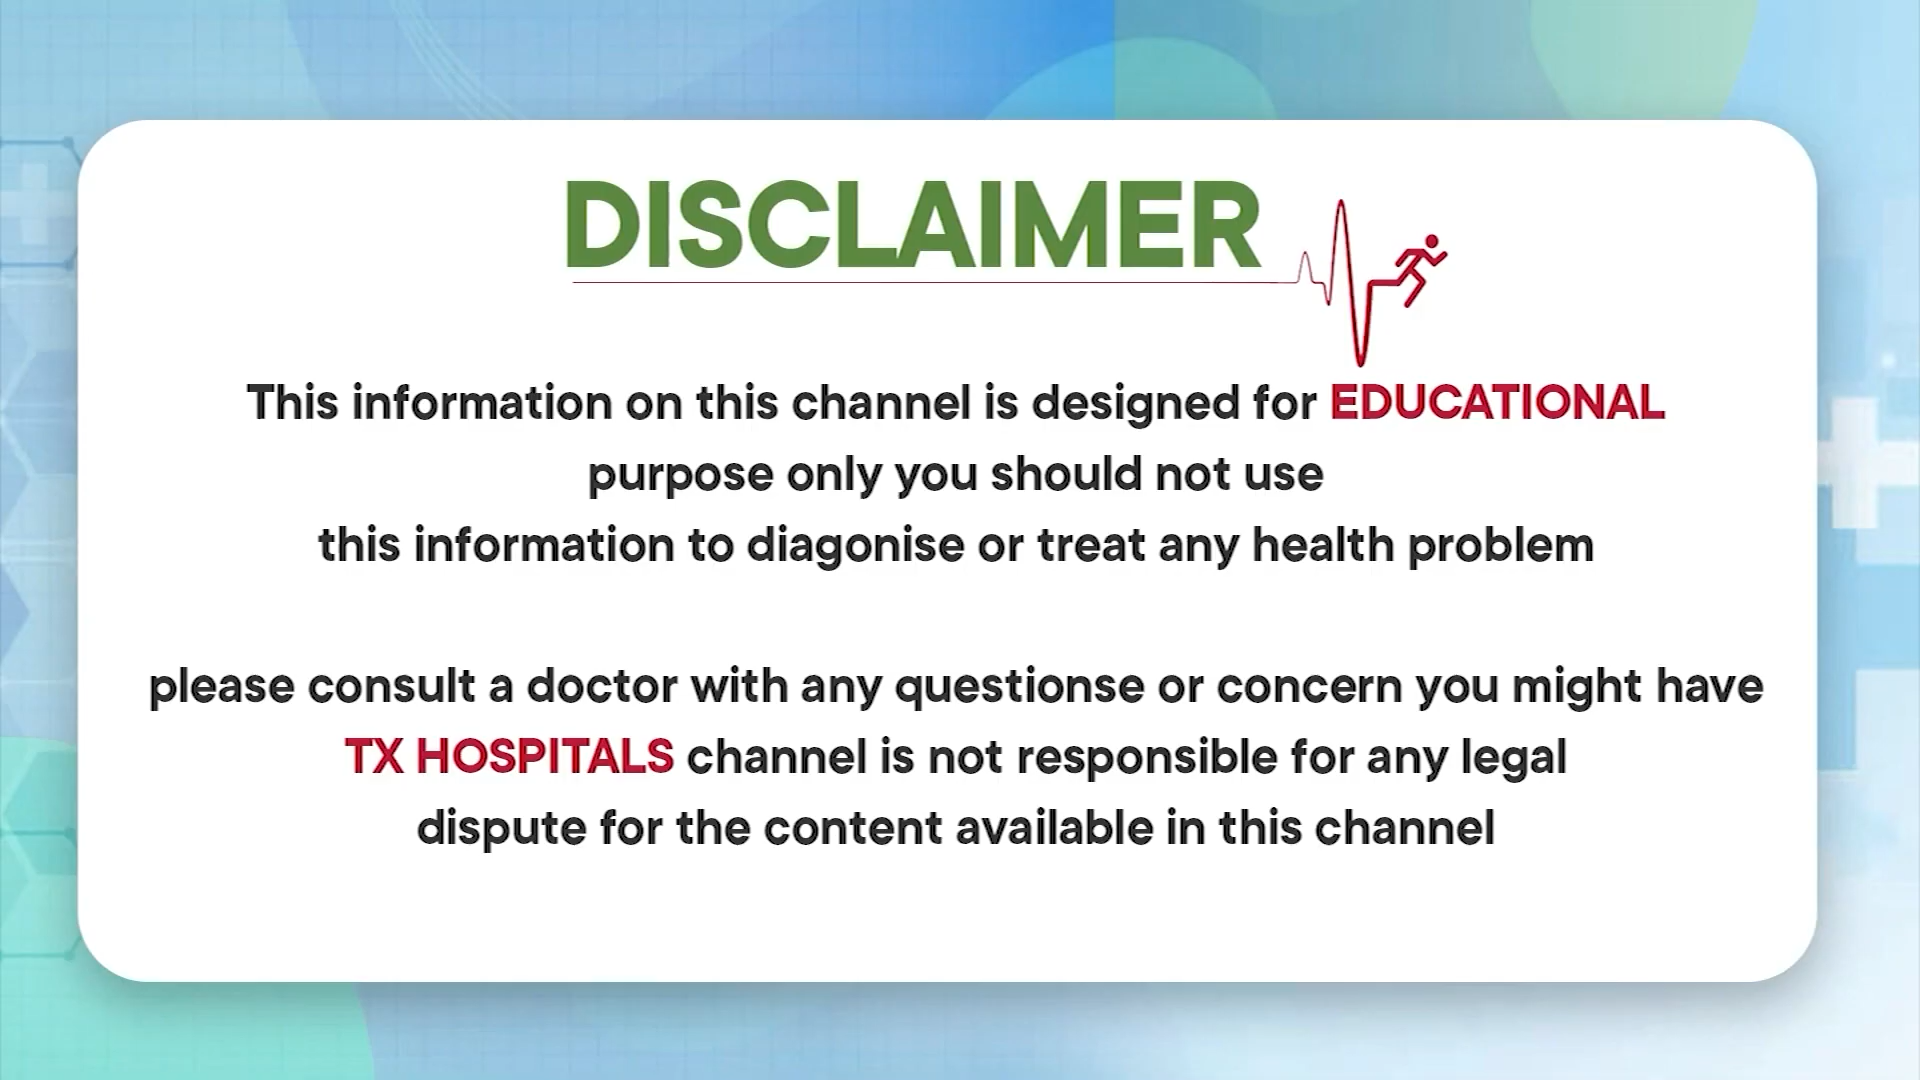 DISCLAIMER
This information on this channel is designed for EDUCATIONAL
purpose only you should not use
this information to diagonise or treat any health problem
please consult a doctor with any questionse or concern you might have
TX HOSPITALS channel is not responsible for any legal
dispute for the content available in this channel